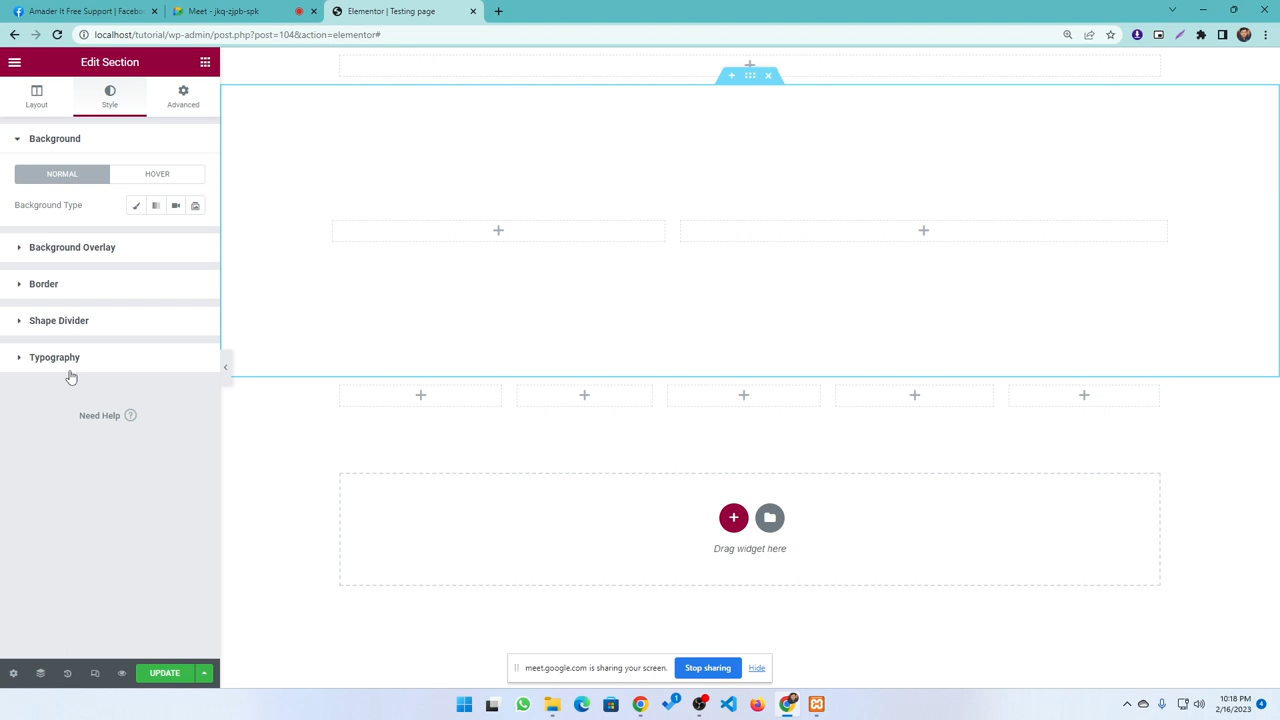 Amader It Free Support | Facebo
Meet - jkq-jpjb-spk
Elementor | Testing page
localhost/tutorial/wp-admin/post.php?post=104&action=elementor#
Edit Section
Layout
Style
Advanced
Background
NORMAL
HOVER
Background Type
Background Overlay
Border
Shape Divider
Typography
Need Help
Drag widget here
meet.google.com is sharing your screen.
Stop sharing
Hide
UPDATE
1
10:18 PM
2/16/2023
4